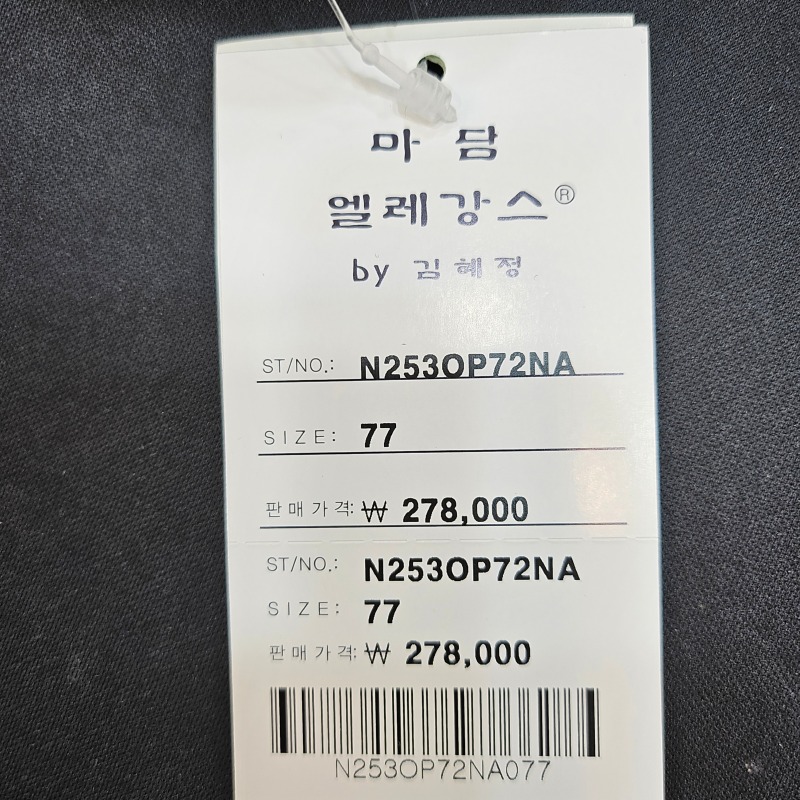 마 담
엘레강스®
by 김혜정
ST/NO.: N253OP72NA
SIZE: 77
판매가격: ₩ 278,000
ST/NO.: N253OP72NA
SIZE: 77
판매가격: ₩ 278,000
N253OP72NA077